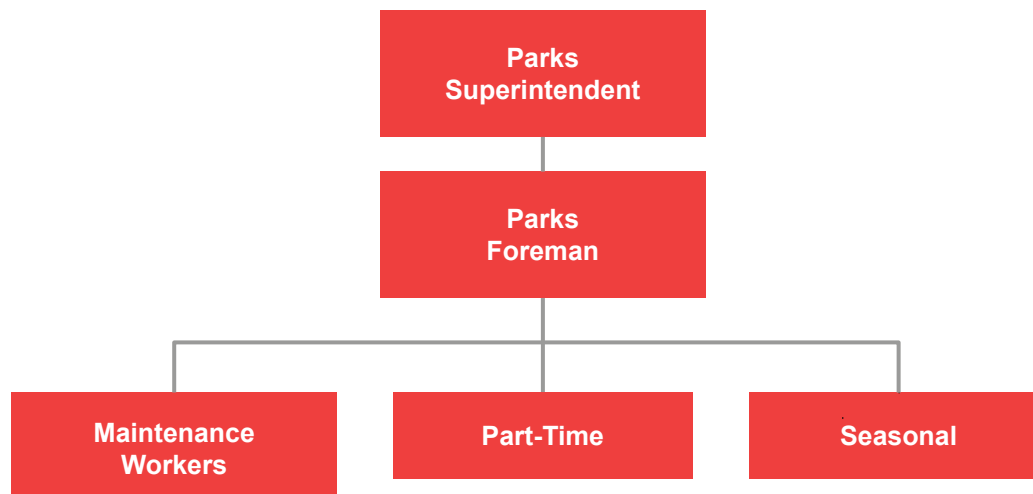 Parks
Superintendent
Parks
Foreman
Maintenance
Workers
Part-Time
Seasonal